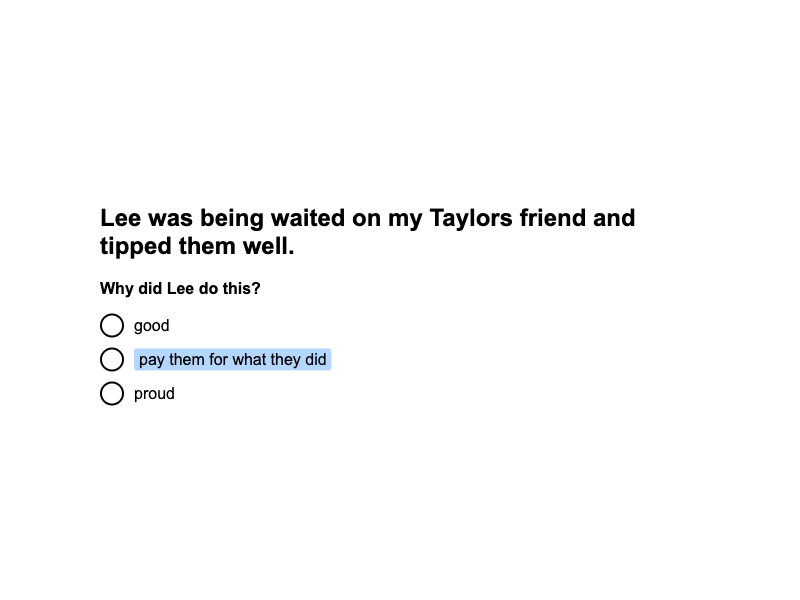 Lee was being waited on my Taylors friend and
tipped them well.
Why did Lee do this?
good
pay them for what they did
proud